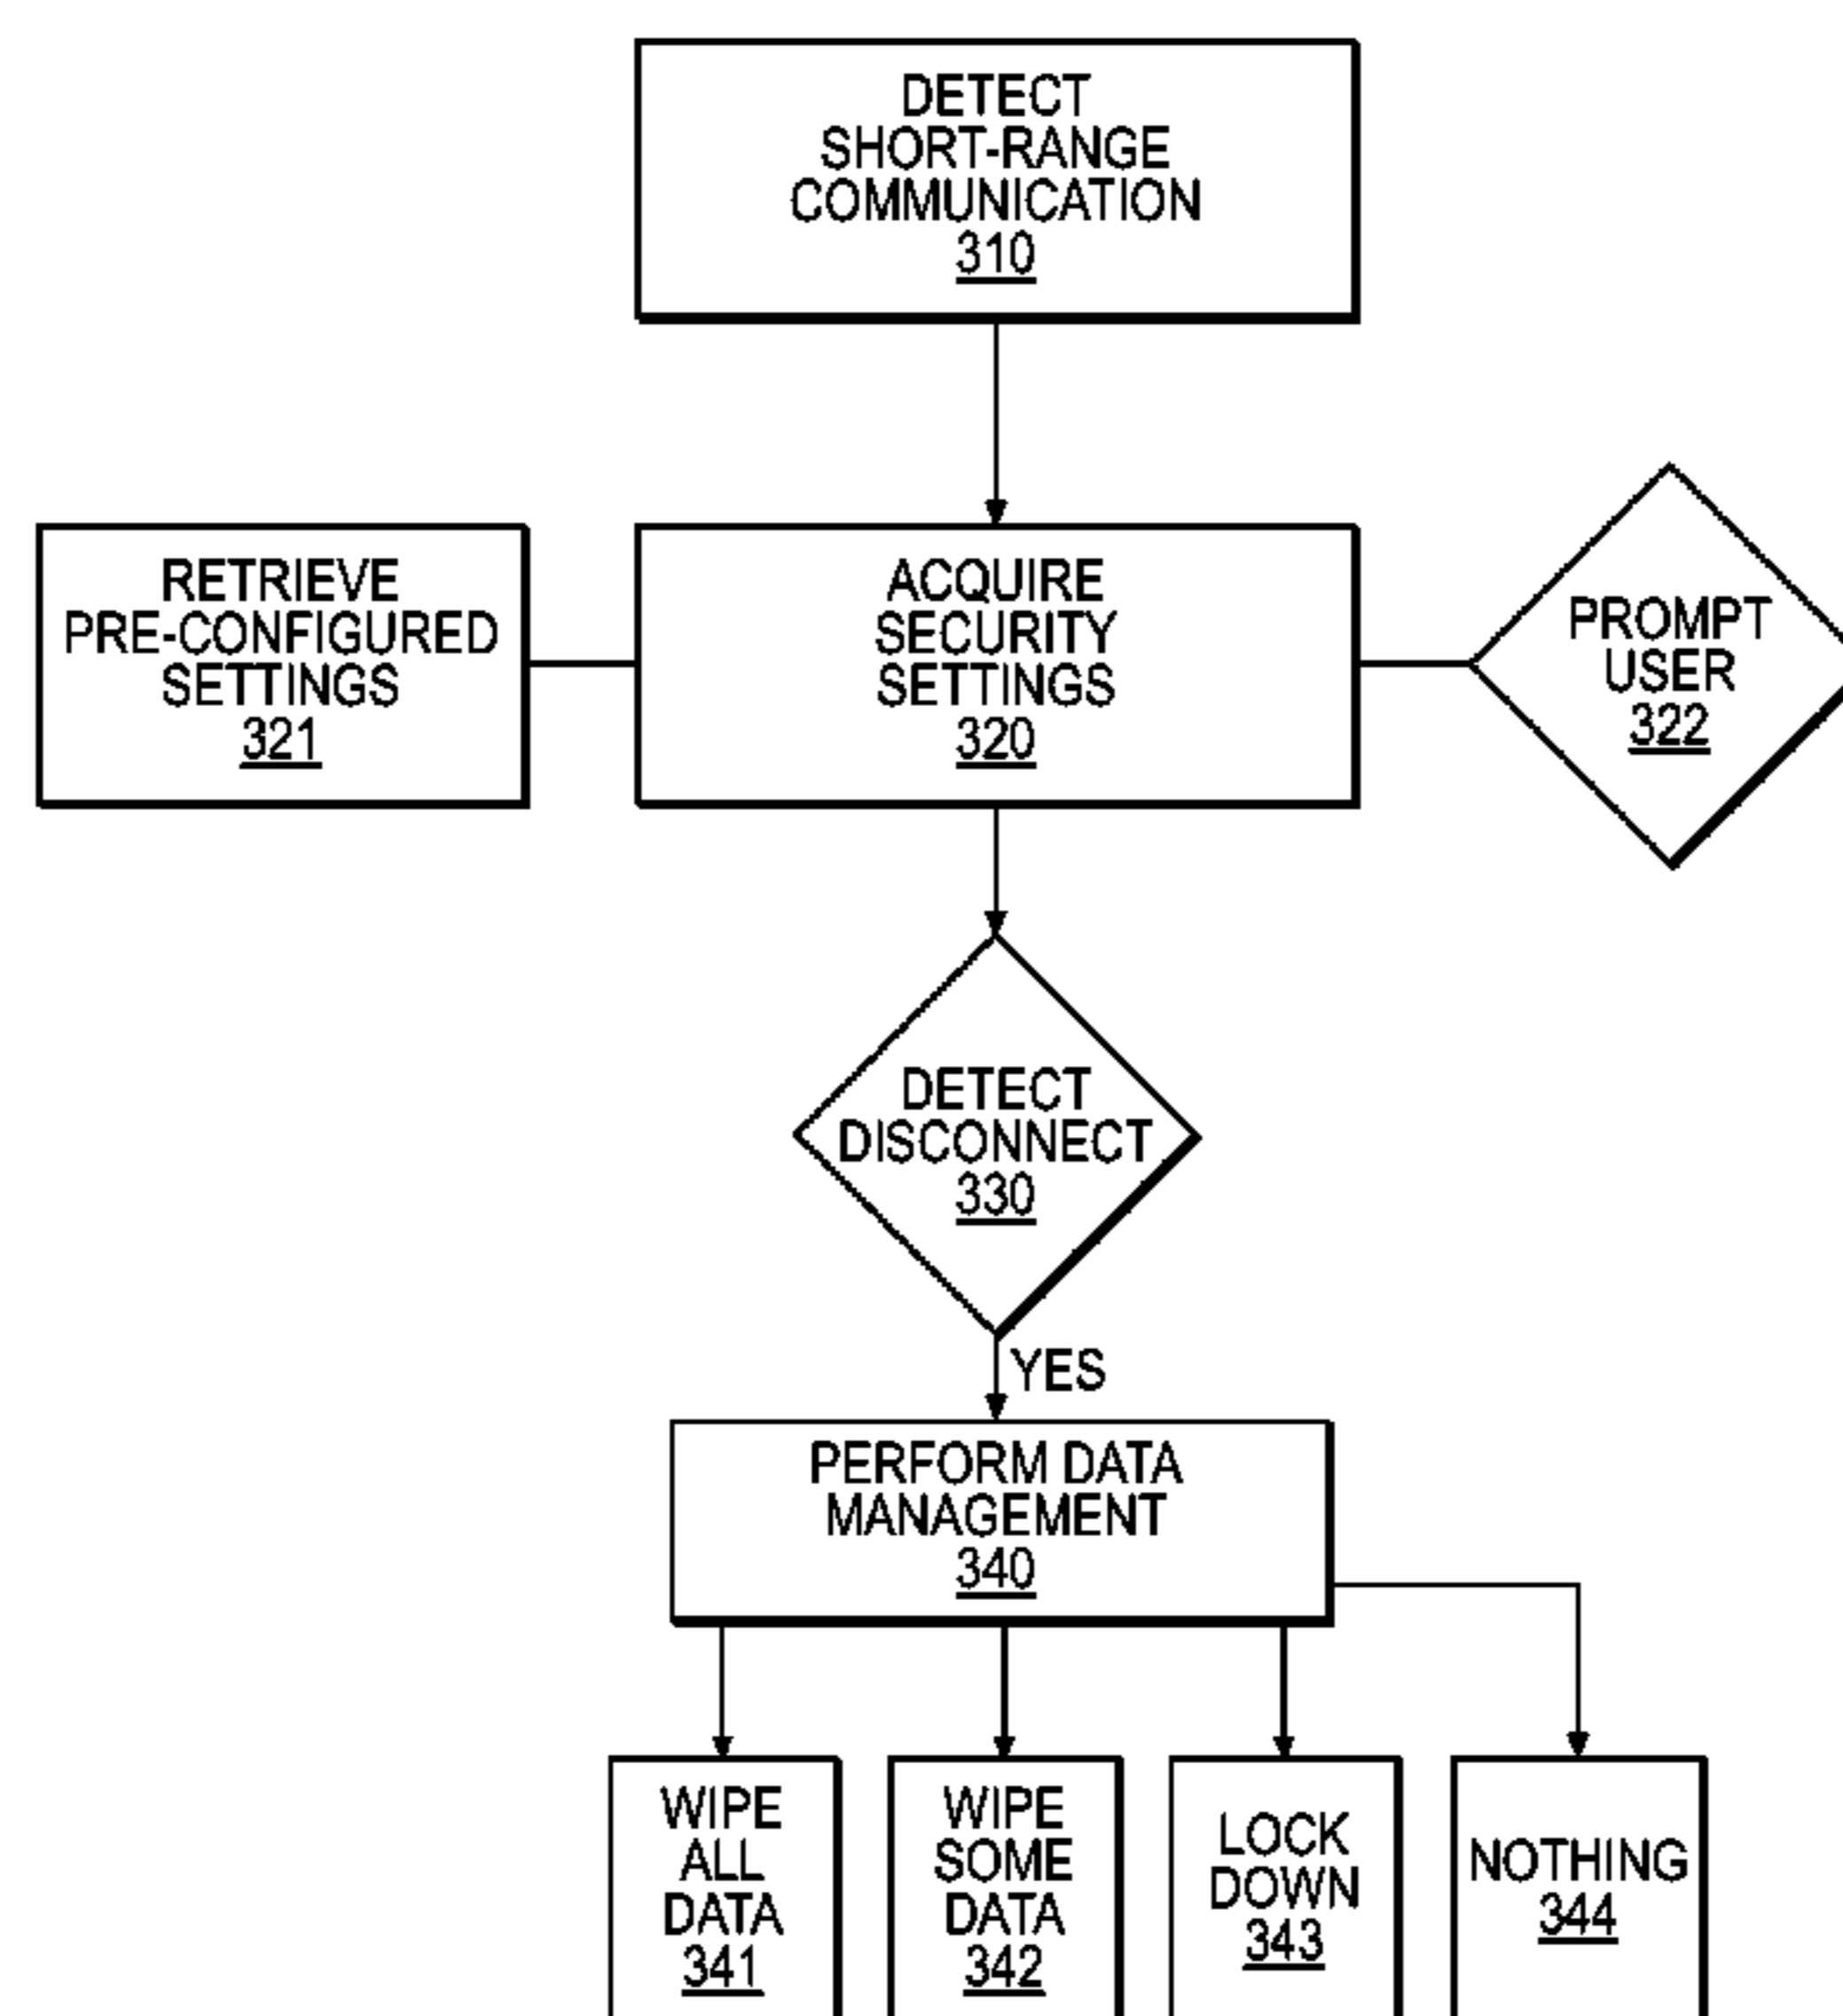 DETECT
SHORT-RANGE
COMMUNICATION
310
RETRIEVE
PRE-CONFIGURED
SETTINGS
321
ACQUIRE
SECURITY
SETTINGS
320
PROMPT
USER
322
DETECT
DISCONNECT
330
YES
PERFORM DATA
MANAGEMENT
340
WIPE
ALL
DATA
341
WIPE
SOME
DATA
342
LOCK
DOWN
343
NOTHING
344